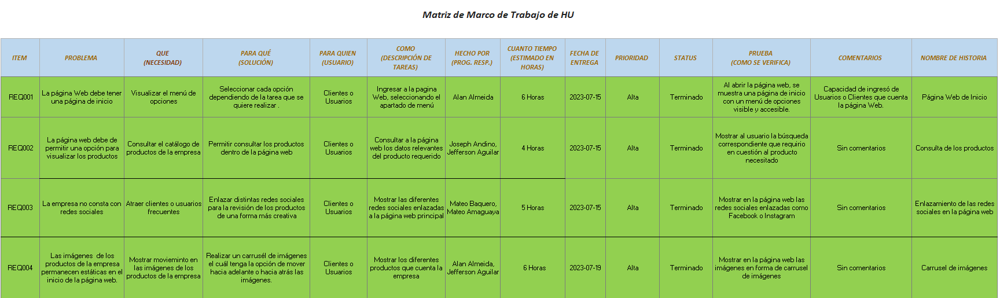 Matriz de Marco de Trabajo de HU
ITEM
PROBLEMA
QUE
(NECESIDAD)
PARA QUÉ
(SOLUCIÓN)
PARA QUIEN
(USUARIO)
COMO
(DESCRIPCIÓN DE
TAREAS)
HECHO POR
(PROG. RESP.)
CUANTO TIEMPO
(ESTIMADO EN
HORAS)
FECHA DE
ENTREGA
PRIORIDAD
STATUS
PRUEBA
(COMO SE VERIFICA)
COMENTARIOS
NOMBRE DE HISTORIA
REQ001
La página Web debe tener
una página de inicio
Visualizar el menú de
opciones
Seleccionar cada opción
dependiendo de la tarea que se
quiere realizar .
Clientes o
Usuarios
Ingresar a la pagina
Web, seleccionando el
apartado de menú
Alan Almeida
6 Horas
2023-07-15
Alta
Terminado
Al abrir la página web, se
muestra una página de inicio
con un menú de opciones
visible y accesible.
Capacidad de ingresó de
Usuarios o Clientes que cuenta
la página Web.
Página Web de Inicio
REQ002
La página web debe de
permitir una opción para
visualizar los productos
Consultar el catálogo de
productos de la empresa
Permitir consultar los productos
dentro de la página web
Clientes o
Usuarios
Consultar a la página
web los datos relevantes
del producto requerido
Joseph Andino,
Jefferson Aguilar
4 Horas
2023-07-15
Alta
Terminado
Mostrar al usuario la búsqueda
correspondiente que requirio
en cuestión al producto
necesitado
Sin comentarios
Consulta de los productos
REQ003
La empresa no consta con
redes sociales
Atraer clientes o usuarios
frecuentes
Enlazar distintas redes sociales
para la revisión de los productos
de una forma más creativa
Clientes o
Usuarios
Mostrar las diferentes
redes sociales enlazadas
a la página web principal
Mateo Baquero,
Mateo Amaguaya
5 Horas
2023-07-15
Alta
Terminado
Mostrar en la página web las
redes sociales enlazadas como
Facebook o Instagram
Sin comentarios
Enlazamiento de las redes
sociales en la página web
REQ004
Las imágenes  de los
productos de la empresa
permanecen estáticas en el
inicio de la página web.
Mostrar movieminto en
las imágenes de los
productos de la empresa
Realizar un carrusél de imágenes
el cuál tenga la opción de mover
hacia adelante o hacia atrás las
imágenes.
Clientes o
Usuarios
Mostrar los diferentes
productos que cuenta la
empresa
Alan Almeida,
Jefferson Aguilar
6 Horas
2023-07-19
Alta
Terminado
Mostrar en la página web las
imágenes en forma de carrusel
de imágenes
Sin comentarios
Carrusel de imágenes